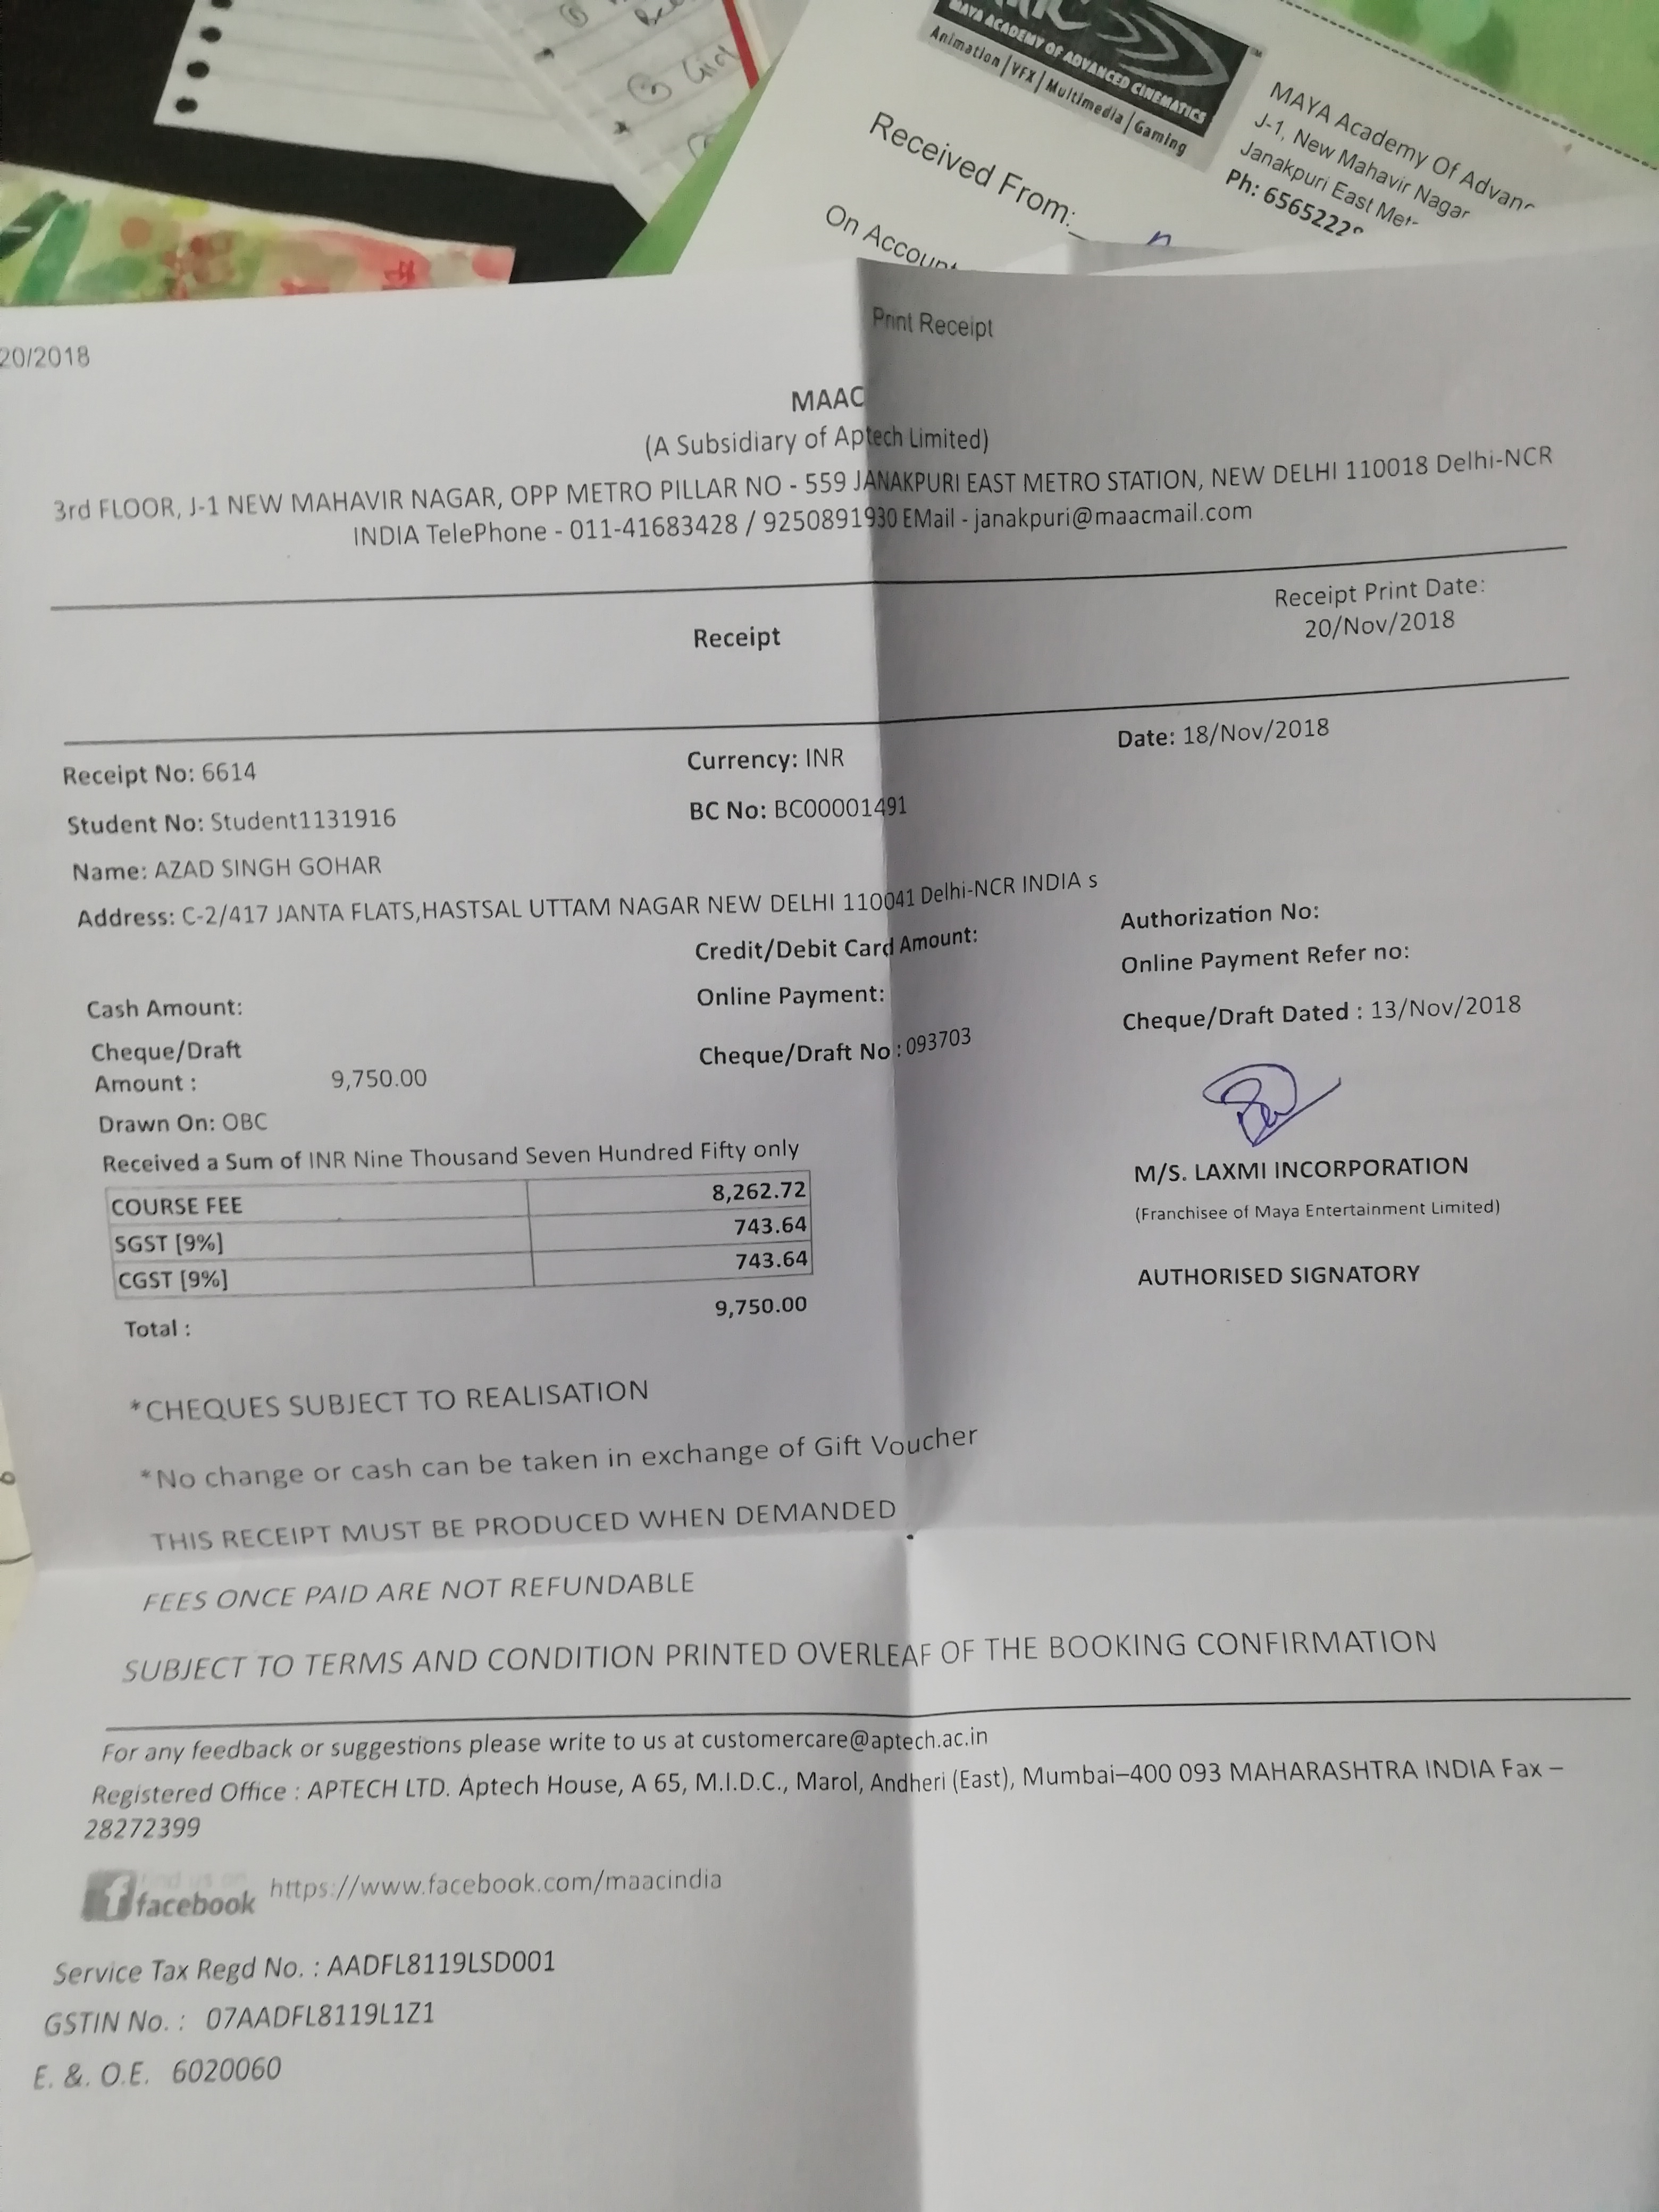 MAYA ACADEMY OF ADVANCED CINEMATICS
Animation | VFX | Multimedia | Gaming
MAYA Academy Of
J-1, New Mahavir Nagar
Janakpuri East
Ph:
Received From:
On
Print Receipt
20/2018
MAAC
(A Subsidiary of Aptech Limited)
3rd FLOOR, J-1 NEW MAHAVIR NAGAR, OPP METRO PILLAR NO - 559 JANAKPURI EAST METRO STATION, NEW DELHI 110018 Delhi-NCR
INDIA TelePhone - 011-41683428 / 9250891930 EMail - janakpuri@maacmail.com
Receipt
Receipt Print Date:
20/Nov/2018
Receipt No: 6614 Currency: INR Date: 18/Nov/2018
Student No: Student1131916 BC No: BC00001491
Name: AZAD SINGH GOHAR
Address: C-2/417 JANTA FLATS,HASTSAL UTTAM NAGAR NEW DELHI 110041 Delhi-NCR INDIA s
Credit/Debit Card Amount: Authorization No:
Cash Amount: Online Payment: Online Payment Refer no:
Cheque/Draft
Amount : 9,750.00 Cheque/Draft No : 093703 Cheque/Draft Dated : 13/Nov/2018
Drawn On: OBC
Received a Sum of INR Nine Thousand Seven Hundred Fifty only
COURSE FEE 8,262.72
SGST [9%] 743.64
CGST [9%] 743.64
Total : 9,750.00
M/S. LAXMI INCORPORATION
(Franchisee of Maya Entertainment Limited)
AUTHORISED SIGNATORY
*CHEQUES SUBJECT TO REALISATION
*No change or cash can be taken in exchange of Gift Voucher
THIS RECEIPT MUST BE PRODUCED WHEN DEMANDED
FEES ONCE PAID ARE NOT REFUNDABLE
SUBJECT TO TERMS AND CONDITION PRINTED OVERLEAF OF THE BOOKING CONFIRMATION
For any feedback or suggestions please write to us at customercare@aptech.ac.in
Registered Office : APTECH LTD. Aptech House, A 65, M.I.D.C., Marol, Andheri (East), Mumbai–400 093 MAHARASHTRA INDIA Fax –
28272399
find us on
facebook https://www.facebook.com/maacindia
Service Tax Regd No. : AADFL8119LSD001
GSTIN No. : 07AADFL8119L1Z1
E. &. O.E. 6020060